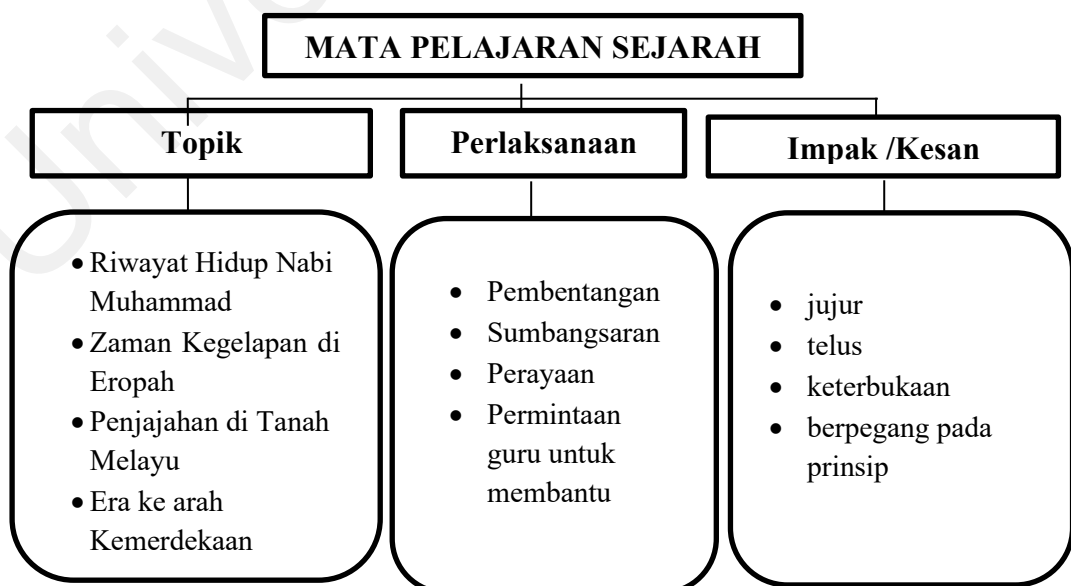 MATA PELAJARAN SEJARAH
Topik
Perlaksanaan
Impak /Kesan
• Riwayat Hidup Nabi
Muhammad
• Zaman Kegelapan di
Eropah
• Penjajahan di Tanah
Melayu
• Era ke arah
Kemerdekaan
• Pembentangan
• Sumbangsaran
• Perayaan
• Permintaan
guru untuk
membantu
• jujur
• telus
• keterbukaan
• berpegang pada
prinsip